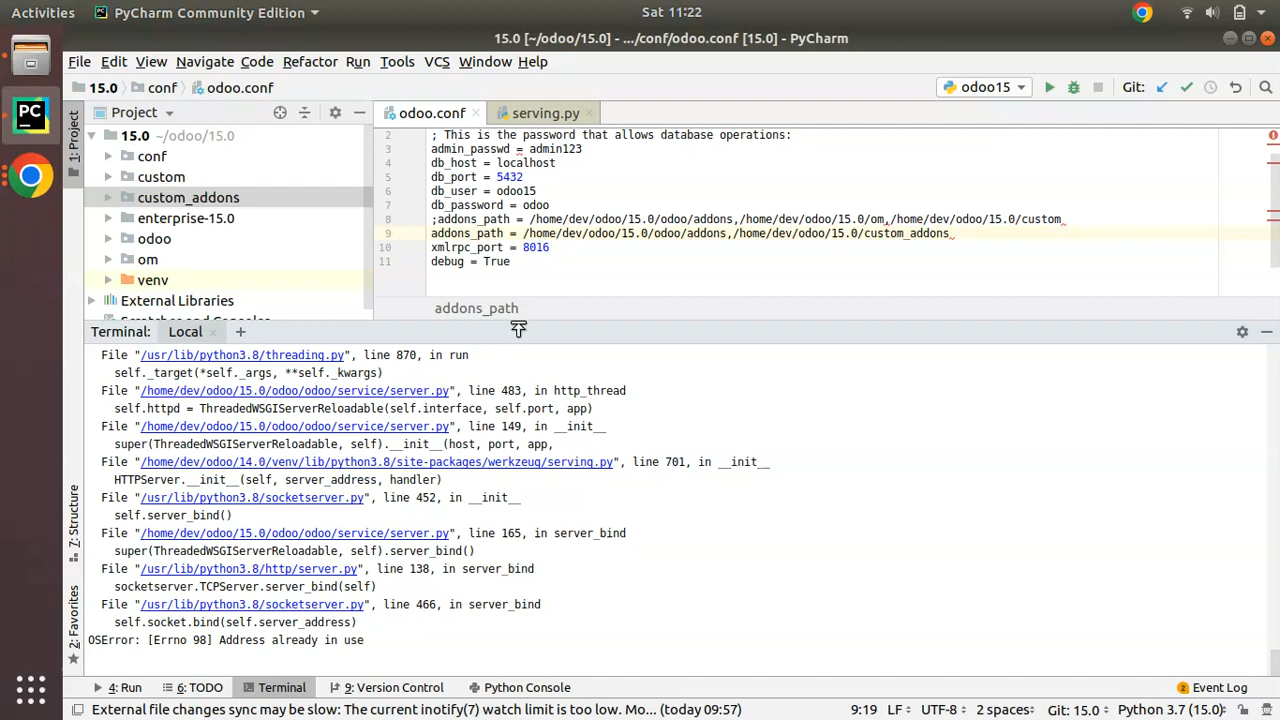 Activities
PyCharm Community Edition
Sat 11:22
15.0 [~/odoo/15.0] - .../conf/odoo.conf [15.0] - PyCharm
File Edit View Navigate Code Refactor Run Tools VCS Window Help
15.0 conf odoo.conf
odoo15
Git:
1: Project
Project
odoo.conf
serving.py
15.0 ~/odoo/15.0
conf
custom
custom_addons
enterprise-15.0
odoo
om
venv
External Libraries
2 ; This is the password that allows database operations:
3 admin_passwd = admin123
4 db_host = localhost
5 db_port = 5432
6 db_user = odoo15
7 db_password = odoo
8 ;addons_path = /home/dev/odoo/15.0/odoo/addons,/home/dev/odoo/15.0/om,/home/dev/odoo/15.0/custom
9 addons_path = /home/dev/odoo/15.0/odoo/addons,/home/dev/odoo/15.0/custom_addons
10 xmlrpc_port = 8016
11 debug = True
addons_path
Terminal: Local
File "/usr/lib/python3.8/threading.py", line 870, in run
self._target(*self._args, **self._kwargs)
File "/home/dev/odoo/15.0/odoo/odoo/service/server.py", line 483, in http_thread
self.httpd = ThreadedWSGIServerReloadable(self.interface, self.port, app)
File "/home/dev/odoo/15.0/odoo/odoo/service/server.py", line 149, in __init__
super(ThreadedWSGIServerReloadable, self).__init__(host, port, app,
File "/home/dev/odoo/14.0/venv/lib/python3.8/site-packages/werkzeug/serving.py", line 701, in __init__
HTTPServer.__init__(self, server_address, handler)
File "/usr/lib/python3.8/socketserver.py", line 452, in __init__
self.server_bind()
File "/home/dev/odoo/15.0/odoo/odoo/service/server.py", line 165, in server_bind
super(ThreadedWSGIServerReloadable, self).server_bind()
File "/usr/lib/python3.8/http/server.py", line 138, in server_bind
socketserver.TCPServer.server_bind(self)
File "/usr/lib/python3.8/socketserver.py", line 466, in server_bind
self.socket.bind(self.server_address)
OSError: [Errno 98] Address already in use
7: Structure
2: Favorites
4: Run
6: TODO
Terminal
9: Version Control
Python Console
2 Event Log
External file changes sync may be slow: The current inotify(7) watch limit is too low. Mo... (today 09:57)
9:19 LF UTF-8 2 spaces Git: 15.0 Python 3.7 (15.0)